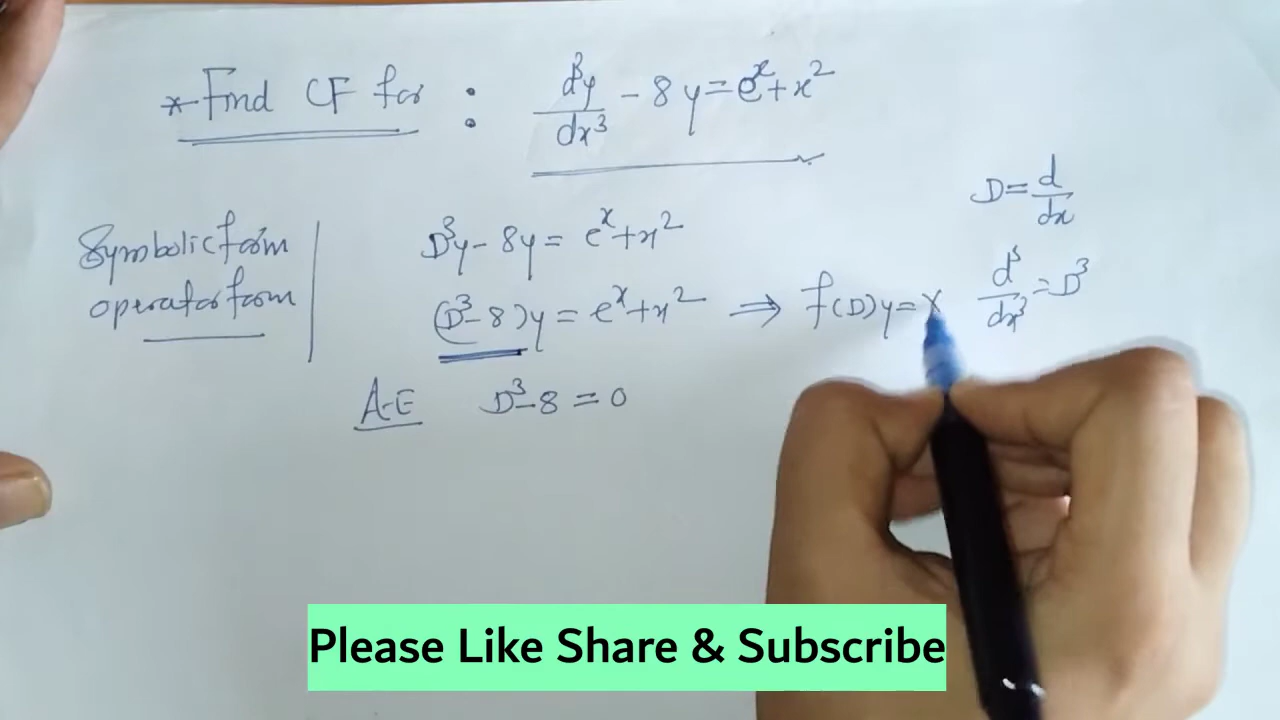 *Find CF for : d³y/dx³ - 8y = eˣ + x²
D = d/dx
Symbolic form
operator form
D³y - 8y = eˣ + x²
(D³ - 8)y = eˣ + x² ⇒ f(D)y = X
d³/dx³ = D³
A-E D³ - 8 = 0
Please Like Share & Subscribe